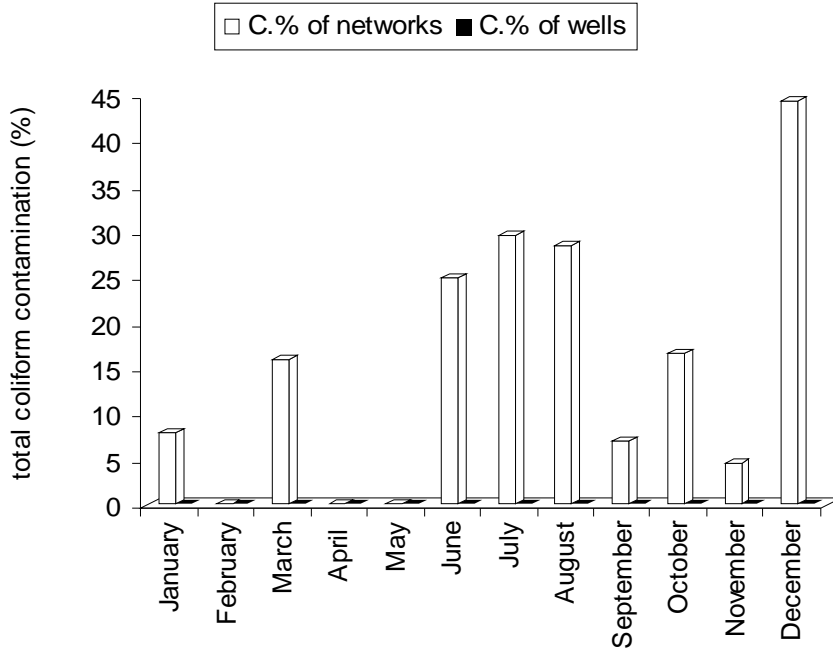 C.% of networks C.% of wells
total coliform contamination (%)
45
40
35
30
25
20
15
10
5
0
January
February
March
April
May
June
July
August
September
October
November
December